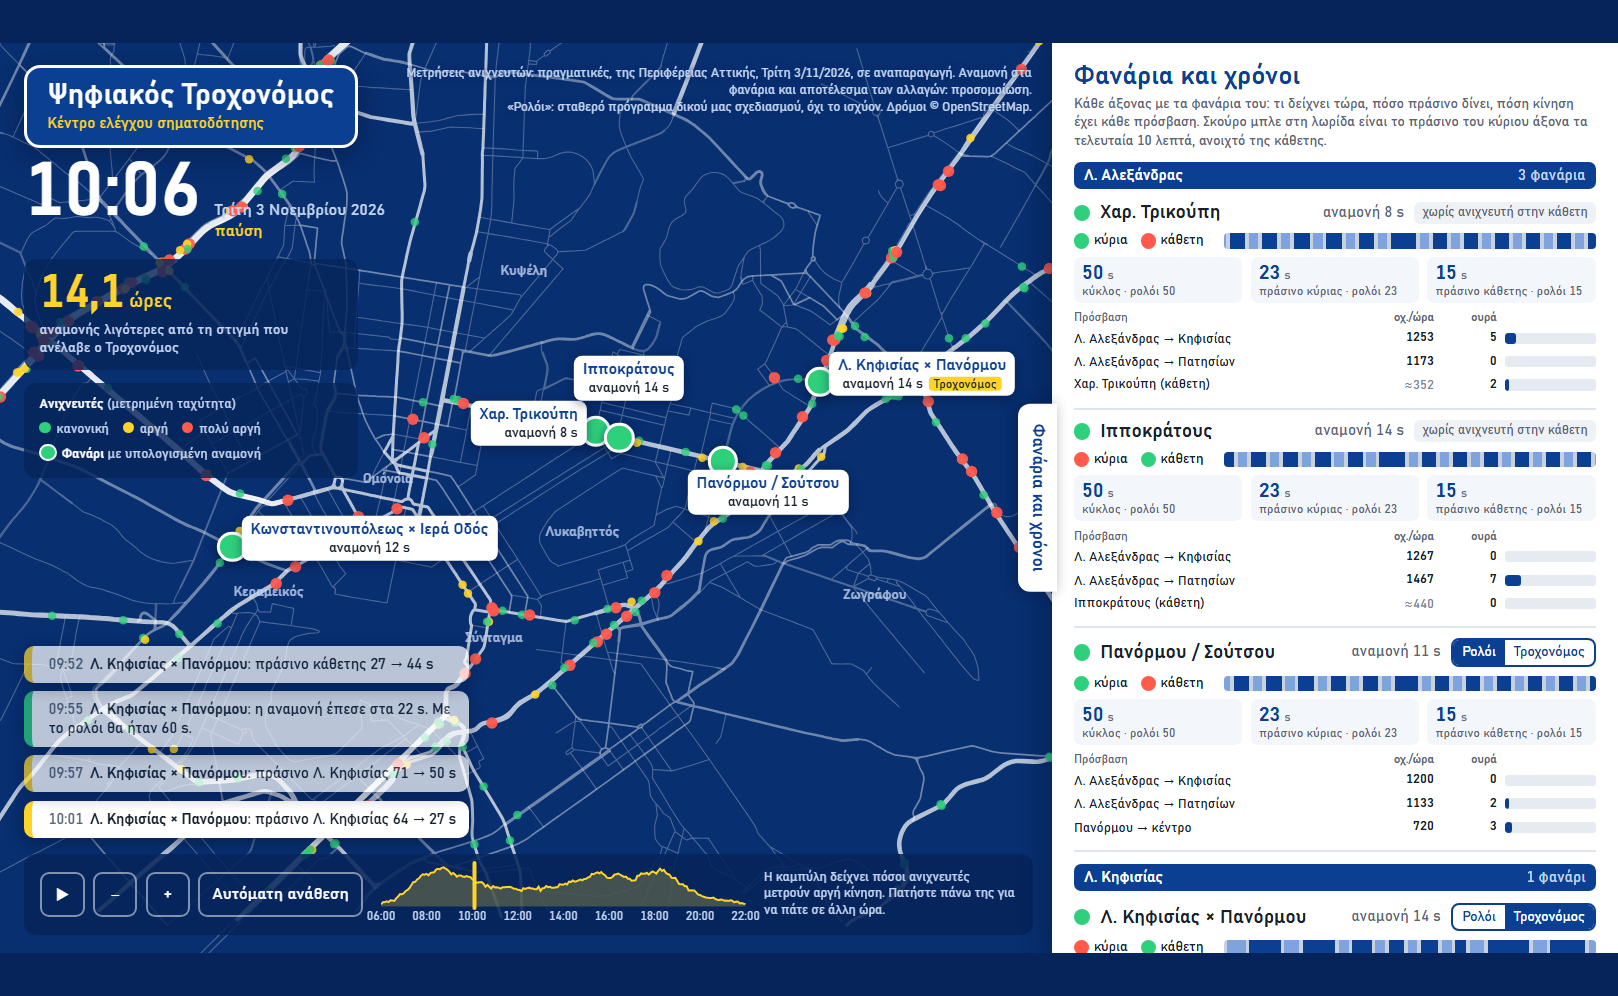 Ψηφιακός Τροχονόμος
Κέντρο ελέγχου σηματοδότησης
10:06
Τρίτη 3 Νοεμβρίου 2026
παύση
14,1 ώρες
αναμονής λιγότερες από τη στιγμή που
ανέλαβε ο Τροχονόμος
Ανιχνευτές (μετρημένη ταχύτητα)
κανονική αργή πολύ αργή
Φανάρι με υπολογισμένη αναμονή
Μετρήσεις ανιχνευτών: πραγματικές, της Περιφέρειας Αττικής, Τρίτη 3/11/2026, σε αναπαραγωγή. Αναμονή στα
φανάρια και αποτέλεσμα των αλλαγών: προσομοίωση.
«Ρολόι»: σταθερό πρόγραμμα δικού μας σχεδιασμού, όχι το ισχύον. Δρόμοι © OpenStreetMap.
Κυψέλη
Ιπποκράτους
αναμονή 14 s
Λ. Κηφισίας × Πανόρμου
αναμονή 14 s Τροχονόμος
Χαρ. Τρικούπη
αναμονή 8 s
Ομόνοια
Πανόρμου / Σούτσου
αναμονή 11 s
Κωνσταντινουπόλεως × Ιερά Οδός
αναμονή 12 s
Λυκαβηττός
Κεραμεικός
Ζωγράφου
Σύνταγμα
Φανάρια και χρόνοι
09:52 Λ. Κηφισίας × Πανόρμου: πράσινο κάθετης 27 → 44 s
09:55 Λ. Κηφισίας × Πανόρμου: η αναμονή έπεσε στα 22 s. Με
το ρολόι θα ήταν 60 s.
09:57 Λ. Κηφισίας × Πανόρμου: πράσινο Λ. Κηφισίας 71 → 50 s
10:01 Λ. Κηφισίας × Πανόρμου: πράσινο Λ. Κηφισίας 64 → 27 s
– + Αυτόματη ανάθεση
06:00 08:00 10:00 12:00 14:00 16:00 18:00 20:00 22:00
Η καμπύλη δείχνει πόσοι ανιχνευτές
μετρούν αργή κίνηση. Πατήστε πάνω της για
να πάτε σε άλλη ώρα.
Φανάρια και χρόνοι
Κάθε άξονας με τα φανάρια του: τι δείχνει τώρα, πόσο πράσινο δίνει, πόση κίνηση
έχει κάθε πρόσβαση. Σκούρο μπλε στη λωρίδα είναι το πράσινο του κύριου άξονα τα
τελευταία 10 λεπτά, ανοιχτό της κάθετης.
Λ. Αλεξάνδρας 3 φανάρια
Χαρ. Τρικούπη αναμονή 8 s χωρίς ανιχνευτή στην κάθετη
κύρια κάθετη
50 s 23 s 15 s
κύκλος · ρολόι 50 πράσινο κύριας · ρολόι 23 πράσινο κάθετης · ρολόι 15
Πρόσβαση οχ./ώρα ουρά
Λ. Αλεξάνδρας → Κηφισίας 1253 5
Λ. Αλεξάνδρας → Πατησίων 1173 0
Χαρ. Τρικούπη (κάθετη) ≈352 2
Ιπποκράτους αναμονή 14 s χωρίς ανιχνευτή στην κάθετη
κύρια κάθετη
50 s 23 s 15 s
κύκλος · ρολόι 50 πράσινο κύριας · ρολόι 23 πράσινο κάθετης · ρολόι 15
Πρόσβαση οχ./ώρα ουρά
Λ. Αλεξάνδρας → Κηφισίας 1267 0
Λ. Αλεξάνδρας → Πατησίων 1467 7
Ιπποκράτους (κάθετη) ≈440 0
Πανόρμου / Σούτσου αναμονή 11 s Ρολόι Τροχονόμος
κύρια κάθετη
50 s 23 s 15 s
κύκλος · ρολόι 50 πράσινο κύριας · ρολόι 23 πράσινο κάθετης · ρολόι 15
Πρόσβαση οχ./ώρα ουρά
Λ. Αλεξάνδρας → Κηφισίας 1200 0
Λ. Αλεξάνδρας → Πατησίων 1133 2
Πανόρμου → κέντρο 720 3
Λ. Κηφισίας 1 φανάρι
Λ. Κηφισίας × Πανόρμου αναμονή 14 s Ρολόι Τροχονόμος
κύρια κάθετη